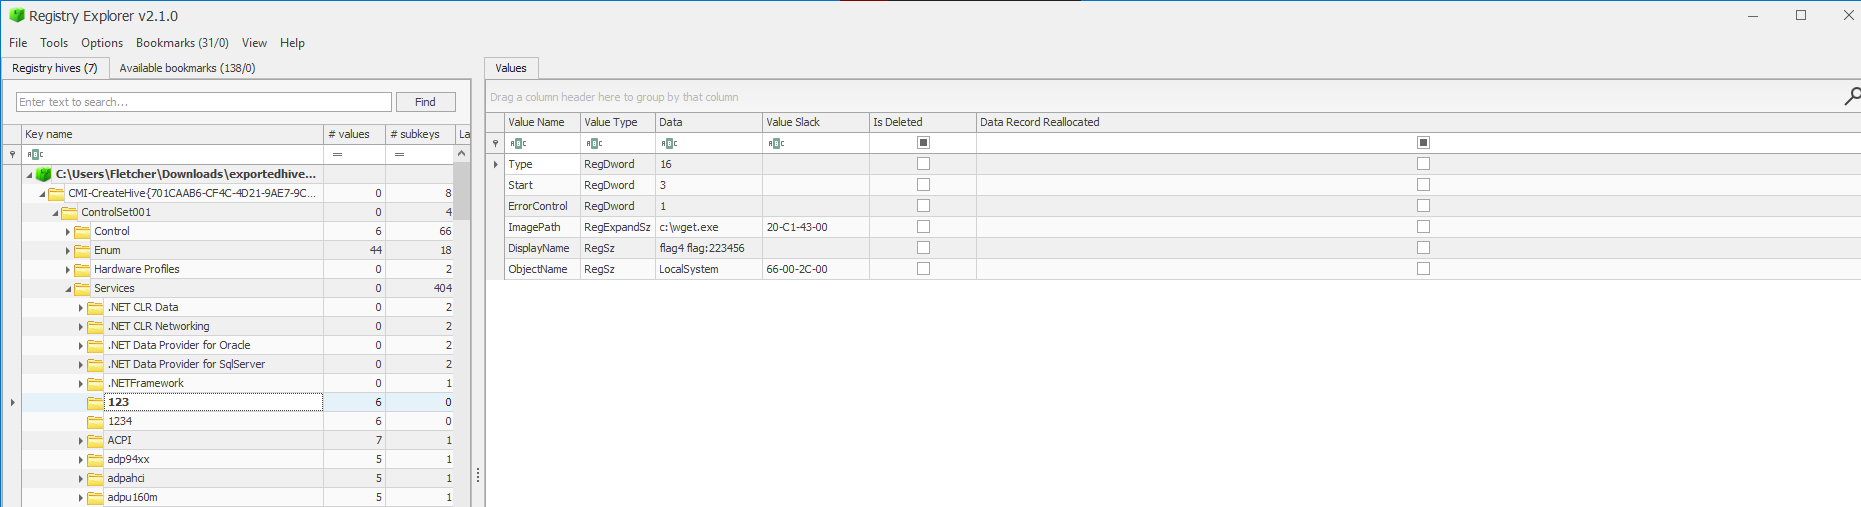 Registry Explorer v2.1.0
File Tools Options Bookmarks (31/0) View Help
Registry hives (7) Available bookmarks (138/0)
Enter text to search... Find
Key name # values # subkeys La
ABC = =
C:\Users\Fletcher\Downloads\exportedhive...
CMI-CreateHive{701CAAB6-CF4C-4D21-9AE7-9C... 0 8
ControlSet001 0 4
Control 6 66
Enum 44 18
Hardware Profiles 0 2
Services 0 404
.NET CLR Data 0 2
.NET CLR Networking 0 2
.NET Data Provider for Oracle 0 2
.NET Data Provider for SqlServer 0 2
.NETFramework 0 1
123 6 0
1234 6 0
ACPI 7 1
adp94xx 5 1
adpahci 5 1
adpu160m 5 1
Values
Drag a column header here to group by that column
Value Name Value Type Data Value Slack Is Deleted Data Record Reallocated
ABC ABC ABC ABC
Type RegDword 16
Start RegDword 3
ErrorControl RegDword 1
ImagePath RegExpandSz c:\wget.exe 20-C1-43-00
DisplayName RegSz flag4 flag:223456
ObjectName RegSz LocalSystem 66-00-2C-00